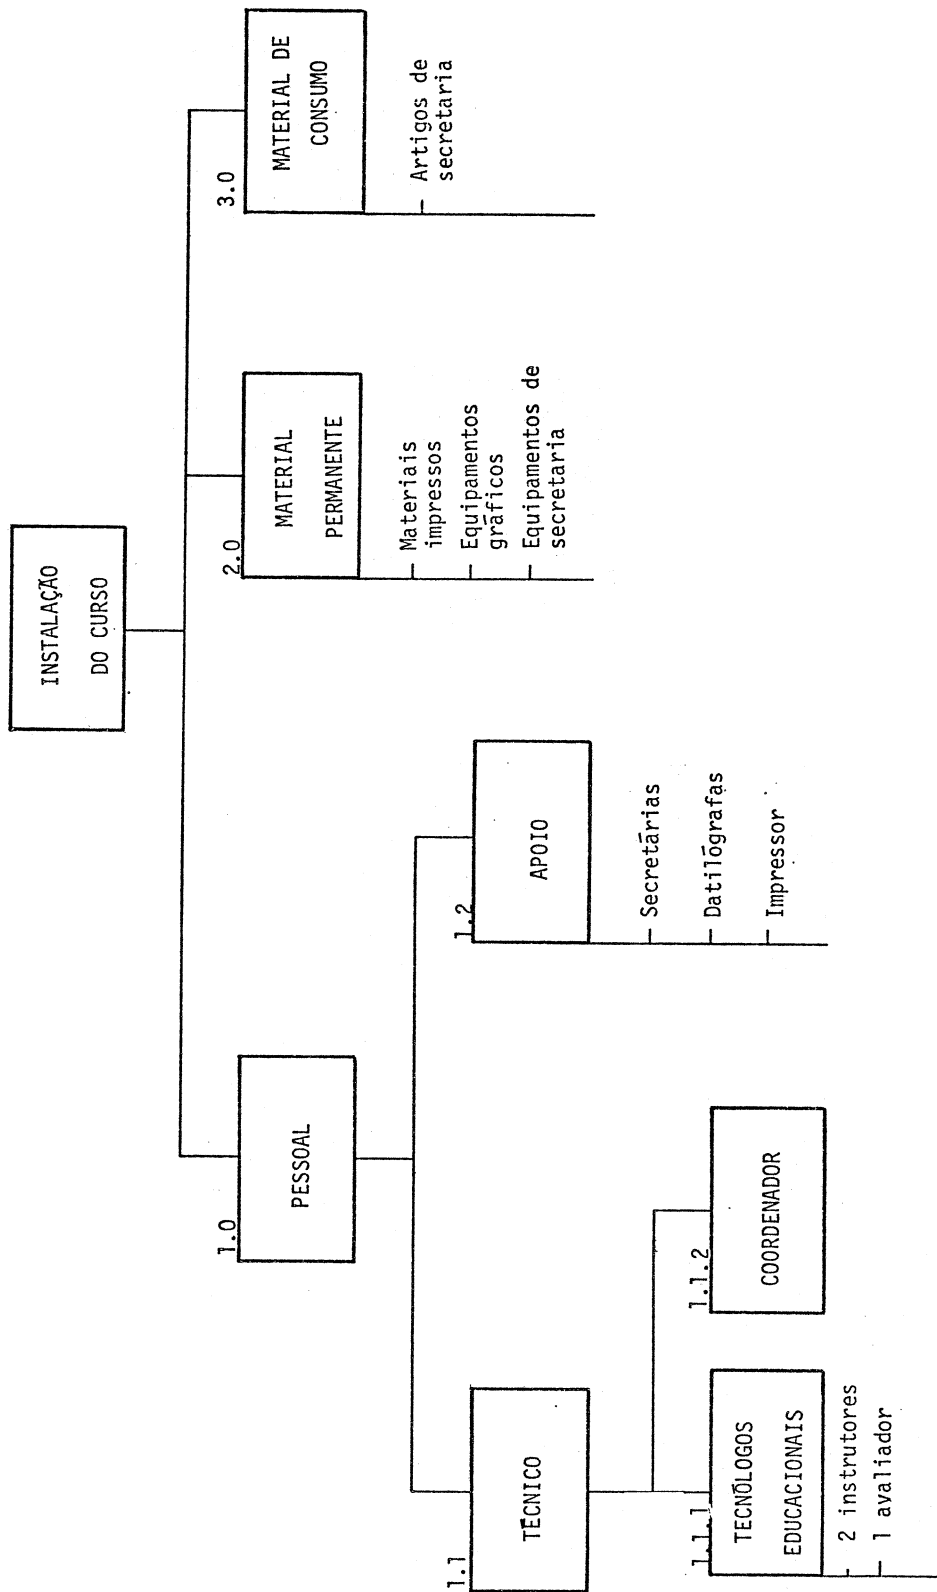 INSTALAÇÃO
DO CURSO
1.0
PESSOAL
2.0
MATERIAL
PERMANENTE
Materiais
impressos
Equipamentos
gráficos
Equipamentos de
secretaria
3.0
MATERIAL DE
CONSUMO
Artigos de
secretaria
1.1
TÉCNICO
1.2
APOIO
Secretárias
Datilógrafas
Impressor
1.1.1
TECNÓLOGOS
EDUCACIONAIS
2 instrutores
1 avaliador
1.1.2
COORDENADOR